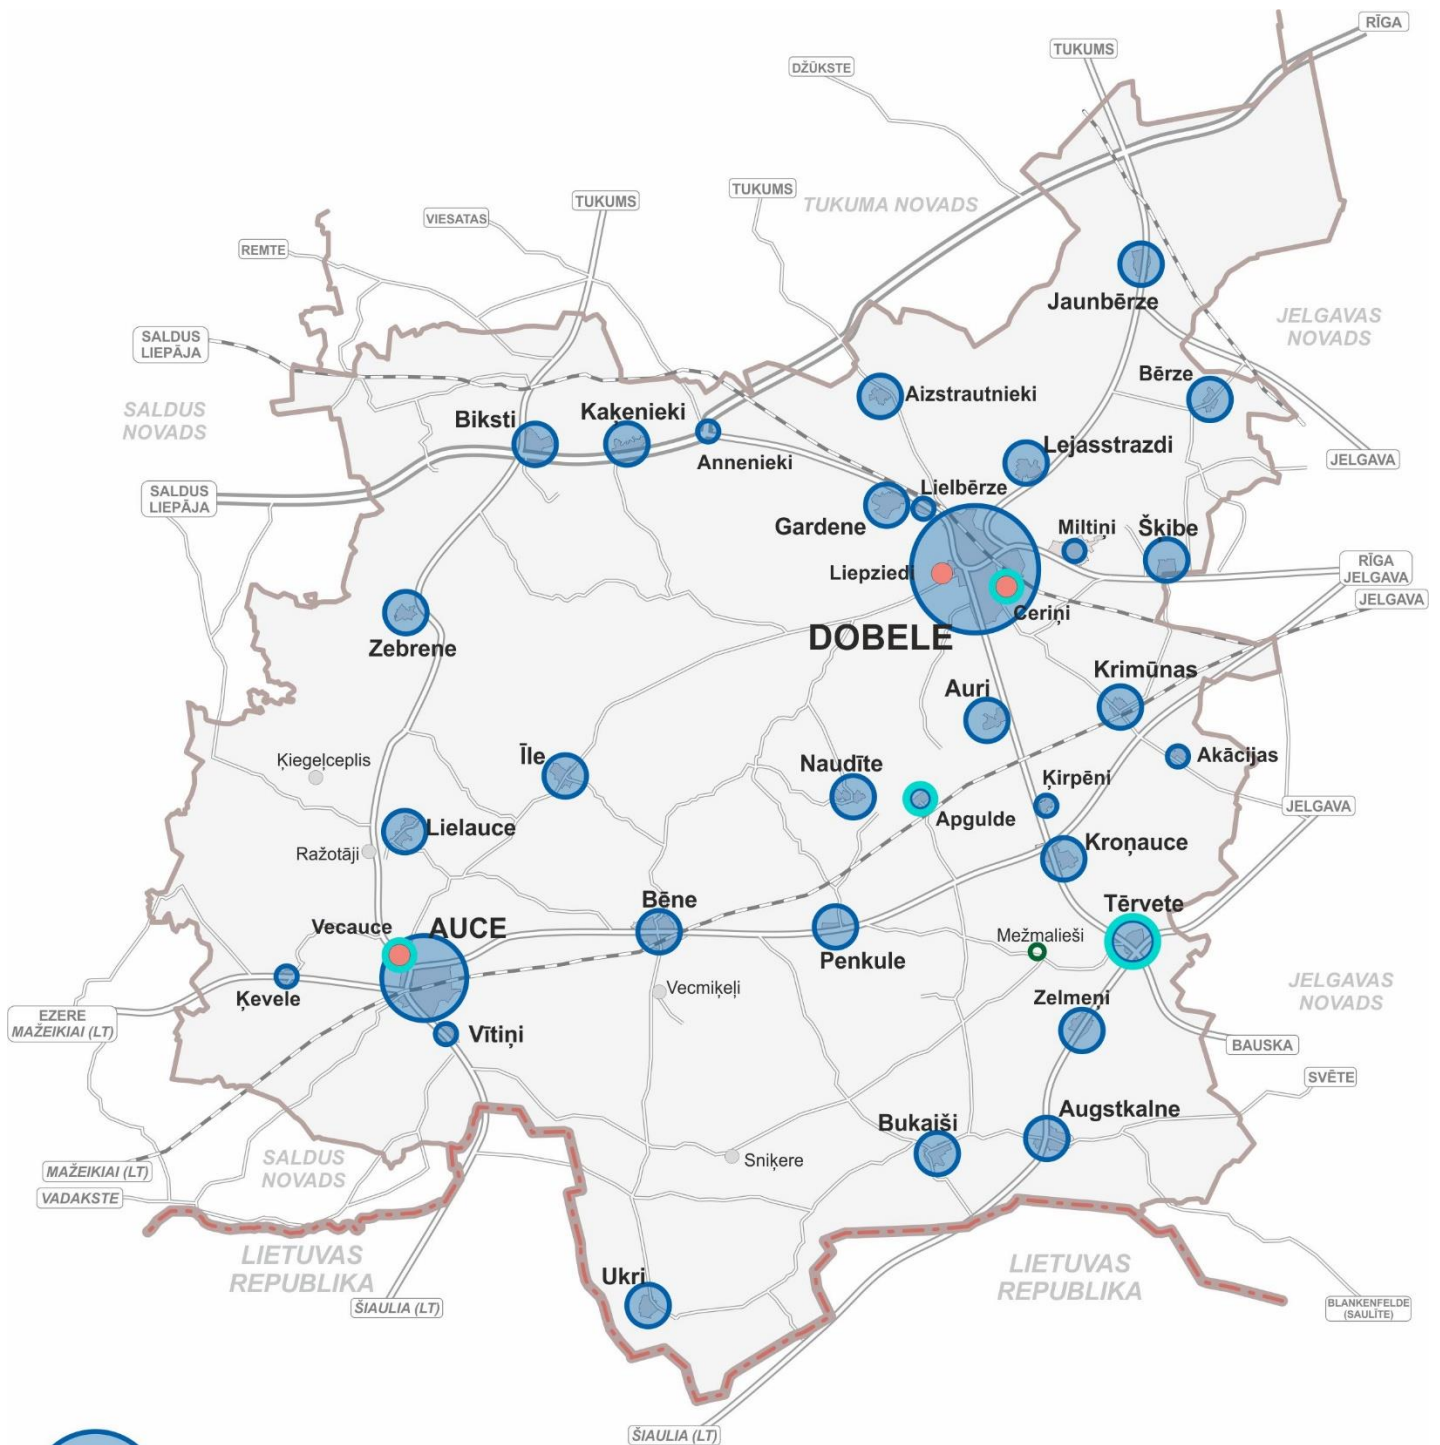 RĪGA
TUKUMS
DŽŪKSTE
TUKUMS
TUKUMA NOVADS
TUKUMS
VIESATAS
REMTE
Jaunbērze
JELGAVAS
NOVADS
SALDUS
LIEPĀJA
Bērze
Aizstrautnieki
SALDUS
NOVADS
Biksti
Kaķenieki
Annenieki
Lejasstrazdi
JELGAVA
SALDUS
LIEPĀJA
Lielbērze
Gardene
Miltiņi
Šķibe
Liepziedi
RĪGA
JELGAVA
JELGAVA
Ceriņi
DOBELE
Zebrene
Krimūnas
Auri
Ķieģeļceplis
Īle
Naudīte
Akācijas
Ķirpēni
Apgulde
JELGAVA
Lielauce
Ražotāji
Kroņauce
Bēne
Tērvete
Vecauce
AUCE
Mežmalieši
Penkule
Ķevele
Vecmiķeļi
Zelmeņi
JELGAVAS
NOVADS
EZERE
MAŽEIKIAI (LT)
Vītiņi
BAUSKA
SVĒTE
Augstkalne
Bukaiši
SALDUS
NOVADS
Sniķere
MAŽEIKIAI (LT)
VADAKSTE
LIETUVAS
REPUBLIKA
LIETUVAS
REPUBLIKA
Ukri
ŠIAULIA (LT)
BLANKENFELDE
(SAULĪTE)
ŠIAULIA (LT)